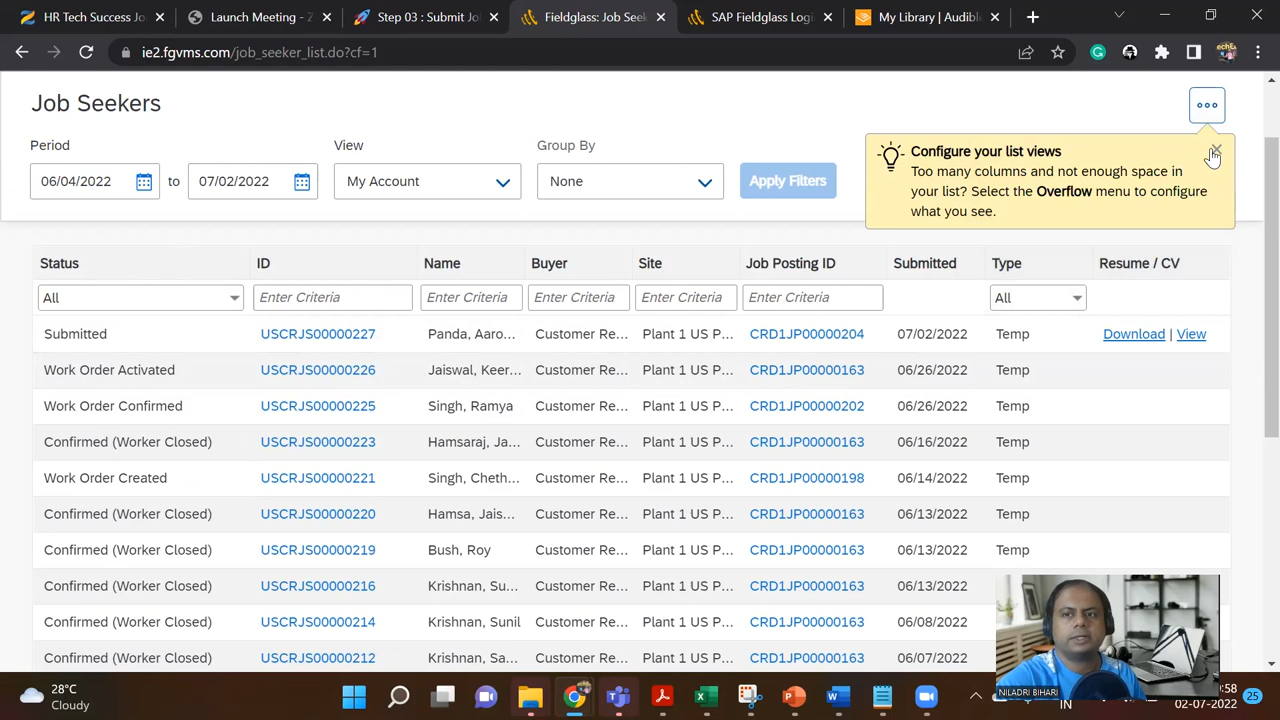 HR Tech Success Jo
Launch Meeting - Z
Step 03 : Submit Jo
Fieldglass: Job Seek
SAP Fieldglass Logi
My Library | Audibl
ie2.fgvms.com/job_seeker_list.do?cf=1
Job Seekers
Period
View
Group By
06/04/2022
to
07/02/2022
My Account
None
Apply Filters
Configure your list views
Too many columns and not enough space in
your list? Select the Overflow menu to configure
what you see.
Status ID Name Buyer Site Job Posting ID Submitted Type Resume / CV
All Enter Criteria Enter Criteria Enter Criteria Enter Criteria Enter Criteria All
Submitted USCRJS00000227 Panda, Aaro... Customer Re... Plant 1 US P... CRD1JP00000204 07/02/2022 Temp Download | View
Work Order Activated USCRJS00000226 Jaiswal, Keer... Customer Re... Plant 1 US P... CRD1JP00000163 06/26/2022 Temp
Work Order Confirmed USCRJS00000225 Singh, Ramya Customer Re... Plant 1 US P... CRD1JP00000202 06/26/2022 Temp
Confirmed (Worker Closed) USCRJS00000223 Hamsaraj, Ja... Customer Re... Plant 1 US P... CRD1JP00000163 06/16/2022 Temp
Work Order Created USCRJS00000221 Singh, Cheth... Customer Re... Plant 1 US P... CRD1JP00000198 06/14/2022 Temp
Confirmed (Worker Closed) USCRJS00000220 Hamsa, Jais... Customer Re... Plant 1 US P... CRD1JP00000163 06/13/2022 Temp
Confirmed (Worker Closed) USCRJS00000219 Bush, Roy Customer Re... Plant 1 US P... CRD1JP00000163 06/13/2022 Temp
Confirmed (Worker Closed) USCRJS00000216 Krishnan, Su... Customer Re... Plant 1 US P... CRD1JP00000163 06/13/2022
Confirmed (Worker Closed) USCRJS00000214 Krishnan, Sunil Customer Re... Plant 1 US P... CRD1JP00000163 06/08/2022
Confirmed (Worker Closed) USCRJS00000212 Krishnan, Sa... Customer Re... Plant 1 US P... CRD1JP00000163 06/07/2022
NILADRI BIHARI
28°C
Cloudy
IN
:58
02-07-2022
25